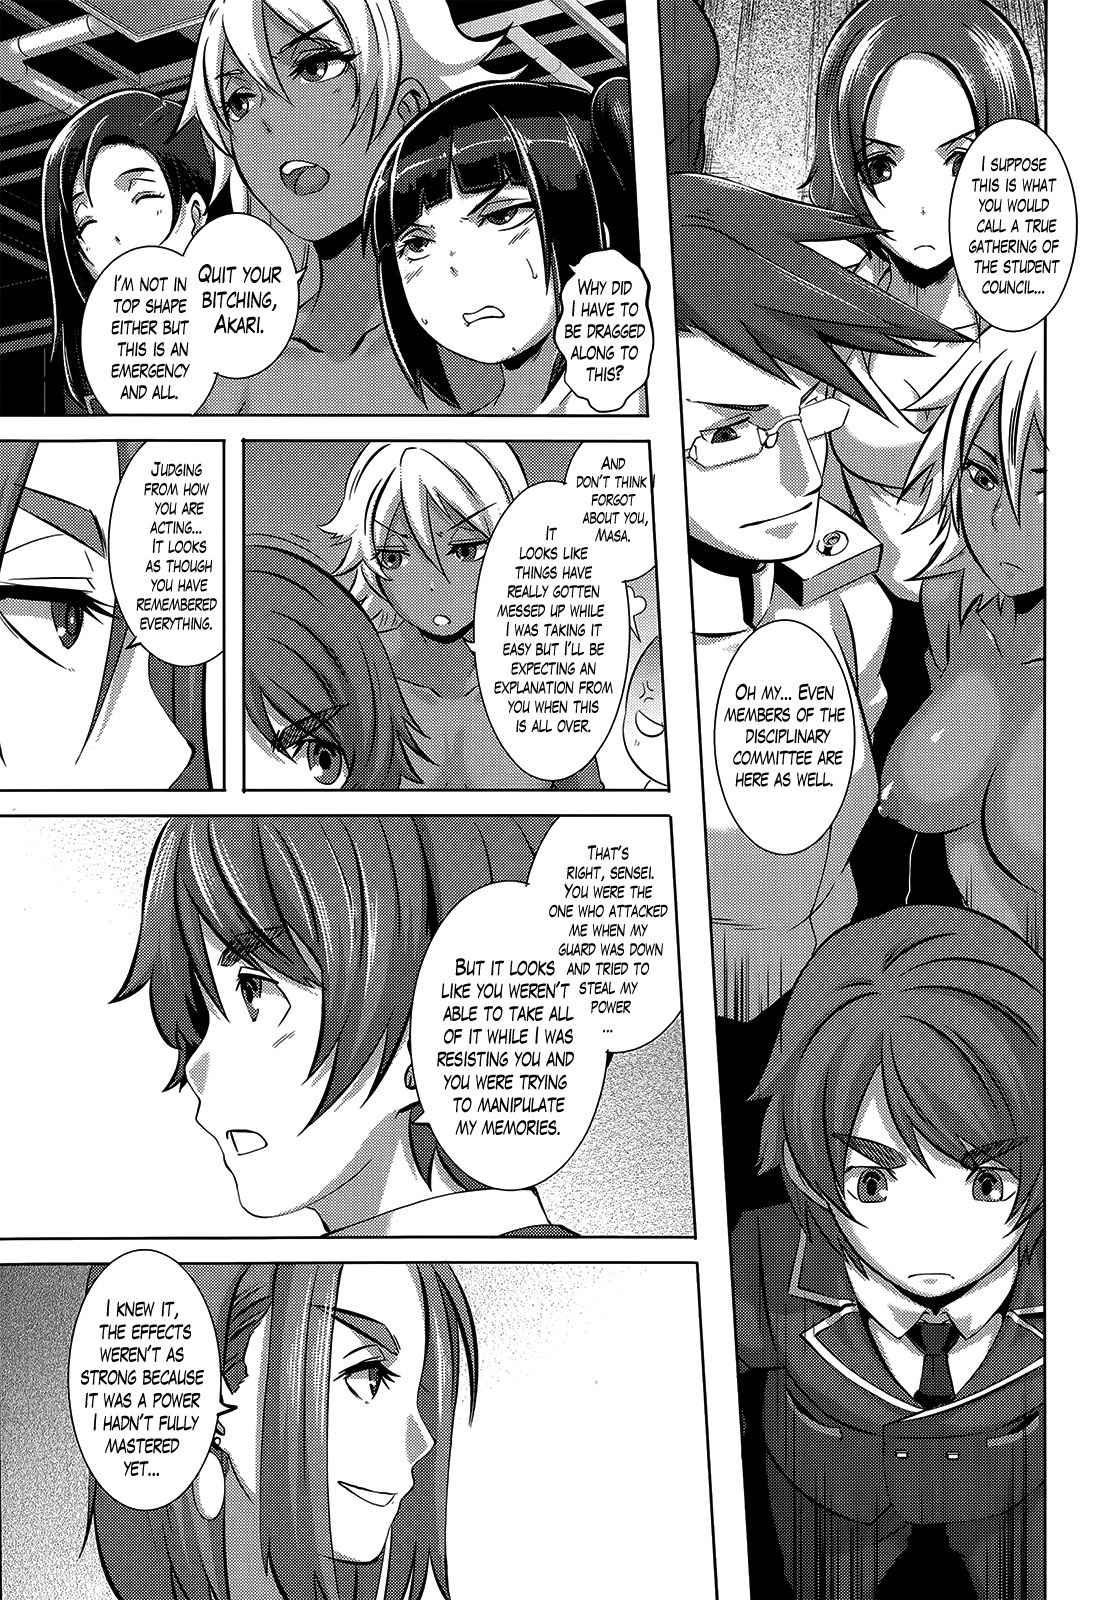 I SUPPOSE
THIS IS WHAT
YOU WOULD
CALL A TRUE
GATHERING OF
THE STUDENT
COUNCIL...
OH MY... EVEN
MEMBERS OF THE
DISCIPLINARY
COMMITTEE ARE
HERE AS WELL.
WHY DID
I HAVE TO
BE DRAGGED
ALONG TO
THIS?
QUIT YOUR
BITCHING,
AKARI.
I'M NOT IN
TOP SHAPE
EITHER BUT
THIS IS AN
EMERGENCY
AND ALL.
AND
DON'T THINK I
FORGOT
ABOUT YOU,
MASA.
IT
LOOKS LIKE
THINGS HAVE
REALLY GOTTEN
MESSED UP WHILE
I WAS TAKING IT
EASY BUT I'LL BE
EXPECTING AN
EXPLANATION FROM
YOU WHEN THIS
IS ALL OVER.
JUDGING
FROM HOW
YOU ARE
ACTING...
IT LOOKS
AS THOUGH
YOU HAVE
REMEMBERED
EVERYTHING.
THAT'S
RIGHT, SENSEI.
YOU WERE THE
ONE WHO ATTACKED
ME WHEN MY
GUARD WAS DOWN
AND TRIED TO
STEAL MY
POWER
...
BUT IT LOOKS
LIKE YOU WEREN'T
ABLE TO TAKE ALL
OF IT WHILE I WAS
RESISTING YOU AND
YOU WERE TRYING
TO MANIPULATE
MY MEMORIES.
I KNEW IT,
THE EFFECTS
WEREN'T AS
STRONG BECAUSE
IT WAS A POWER
I HADN'T FULLY
MASTERED
YET...